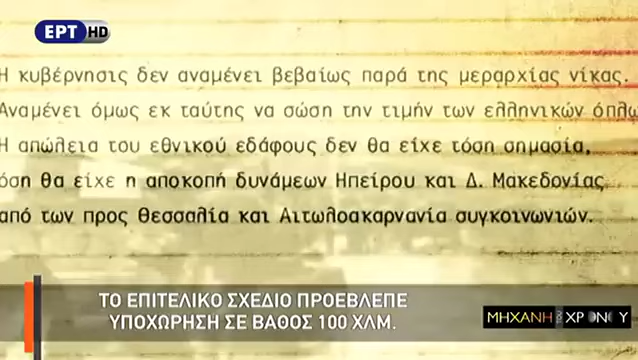 ΕΡΤ HD
Η κυβέρνησις δεν αναμένει βεβαίως παρά της μεραρχίας νίκας.
Αναμένει όμως εκ ταύτης να σώση την τιμήν των ελληνικών όπλω
Η απώλεια του εθνικού εδάφους δεν θα είχε τόση σημασία,
όση θα είχε η αποκοπή δυνάμεων Ηπείρου και Δ. Μακεδονίας
από των προς Θεσσαλία και Αιτωλοακαρνανία συγκοινωνιών.
ΤΟ ΕΠΙΤΕΛΙΚΟ ΣΧΕΔΙΟ ΠΡΟΕΒΛΕΠΕ
ΥΠΟΧΩΡΗΣΗ ΣΕ ΒΑΘΟΣ 100 ΧΛΜ.
ΜΗΧΑΝΗ ΤΟΥ ΧΡΟΝΟΥ